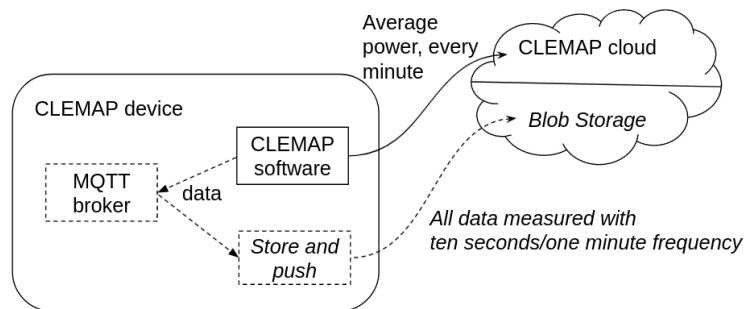 Average
power, every
minute
CLEMAP cloud
CLEMAP device
Blob Storage
CLEMAP
software
MQTT
broker
data
Store and
push
All data measured with
ten seconds/one minute frequency